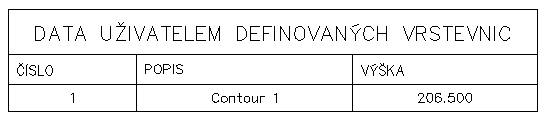 DATA UŽIVATELEM DEFINOVANÝCH VRSTEVNIC
ČÍSLO POPIS VÝŠKA
1 Contour 1 206.500